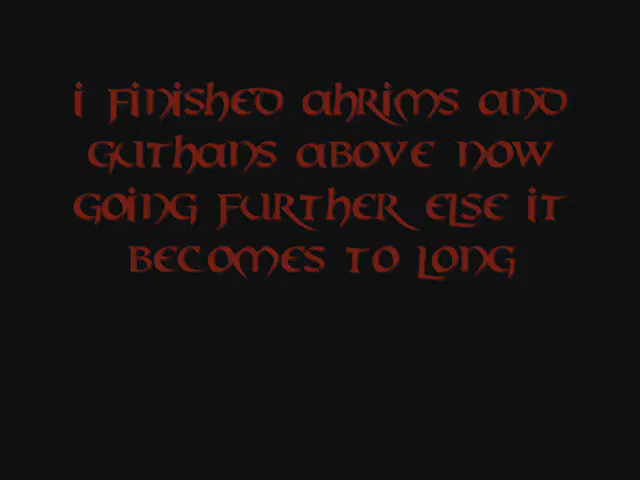 I FINISHED AHRIMS AND
GUTHANS ABOVE NOW
GOING FURTHER ELSE IT
BECOMES TO LONG